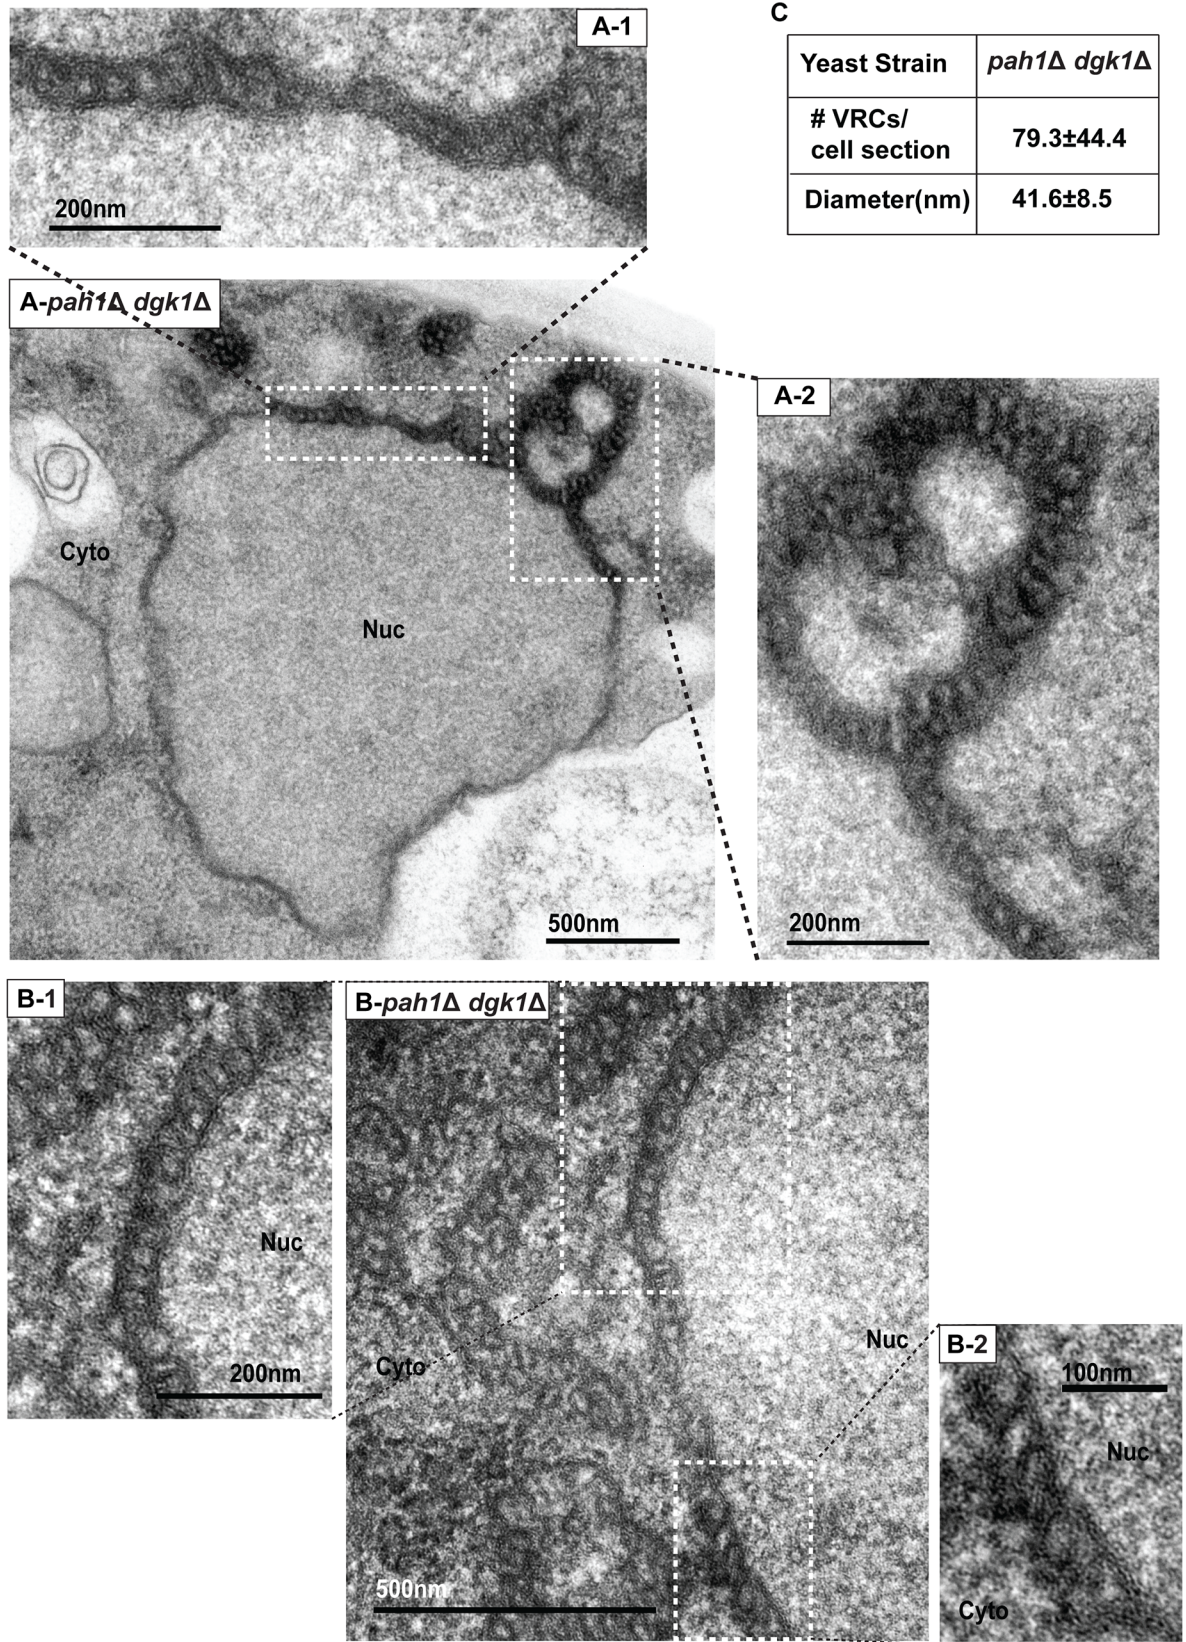 A-1
200nm
C
Yeast Strain
pah1Δ dgk1Δ
# VRCs/
cell section
79.3±44.4
Diameter(nm)
41.6±8.5
A-pah1Δ dgk1Δ
Cyto
Nuc
500nm
A-2
200nm
B-1
Nuc
200nm
B-pah1Δ dgk1Δ
Cyto
Nuc
500nm
B-2
100nm
Nuc
Cyto